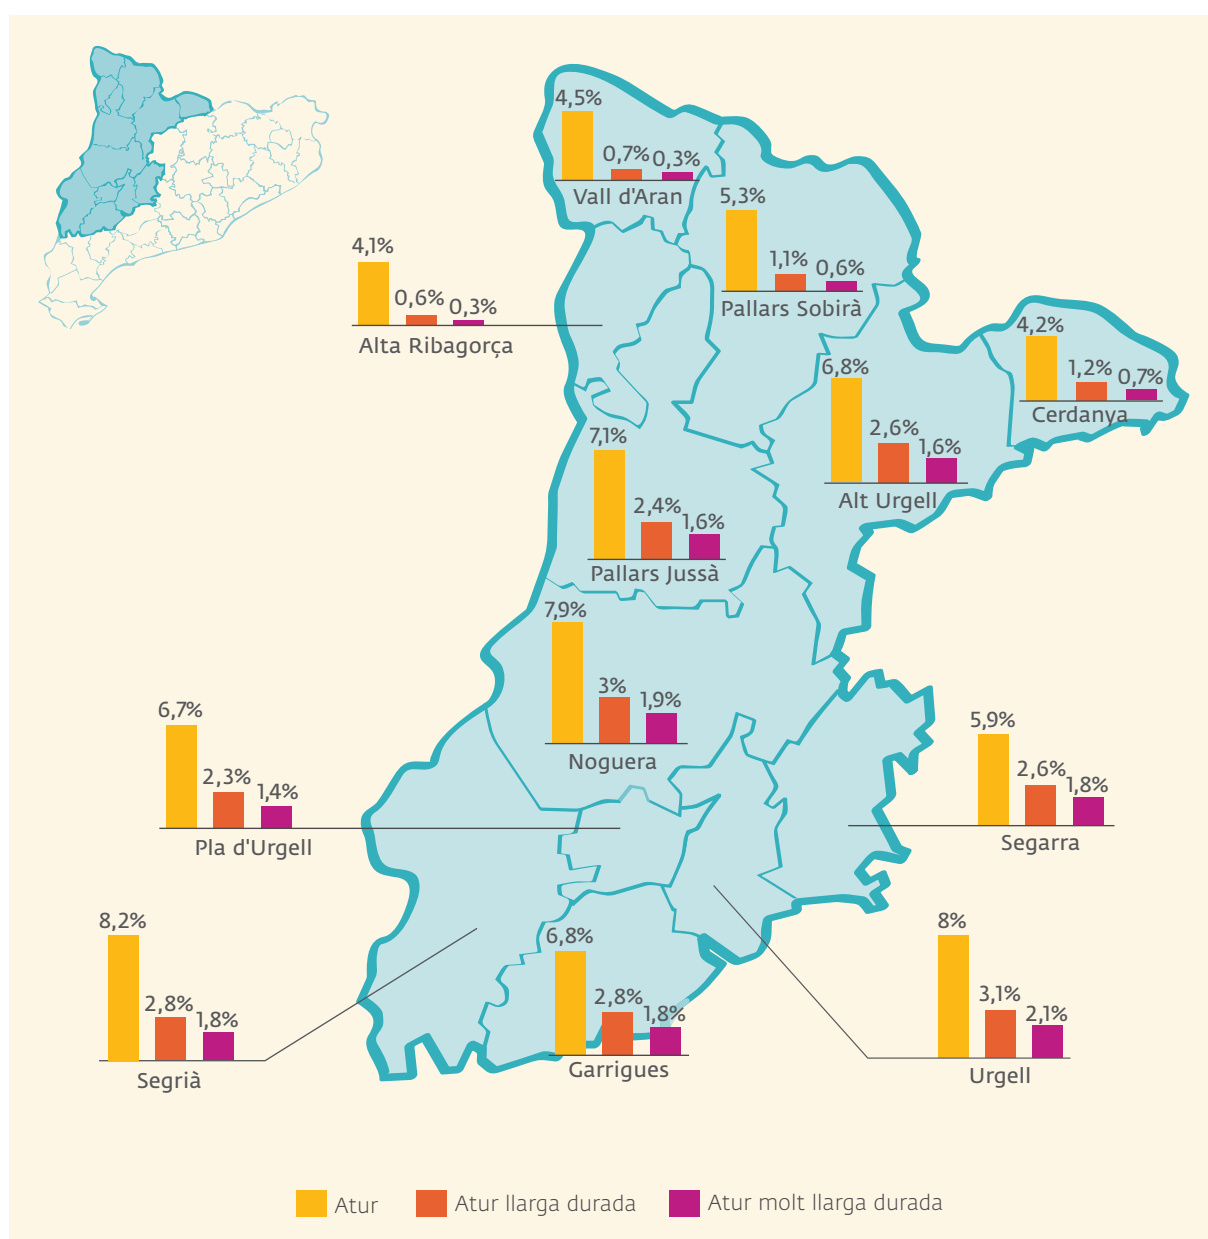 4,5%
0,7%
0,3%
Vall d'Aran
5,3%
1,1%
0,6%
Pallars Sobirà
4,1%
0,6%
0,3%
Alta Ribagorça
4,2%
1,2%
0,7%
Cerdanya
6,8%
2,6%
1,6%
Alt Urgell
7,1%
2,4%
1,6%
Pallars Jussà
7,9%
3%
1,9%
Noguera
6,7%
2,3%
1,4%
Pla d'Urgell
5,9%
2,6%
1,8%
Segarra
8,2%
2,8%
1,8%
Segrià
6,8%
2,8%
1,8%
Garrigues
8%
3,1%
2,1%
Urgell
Atur
Atur llarga durada
Atur molt llarga durada